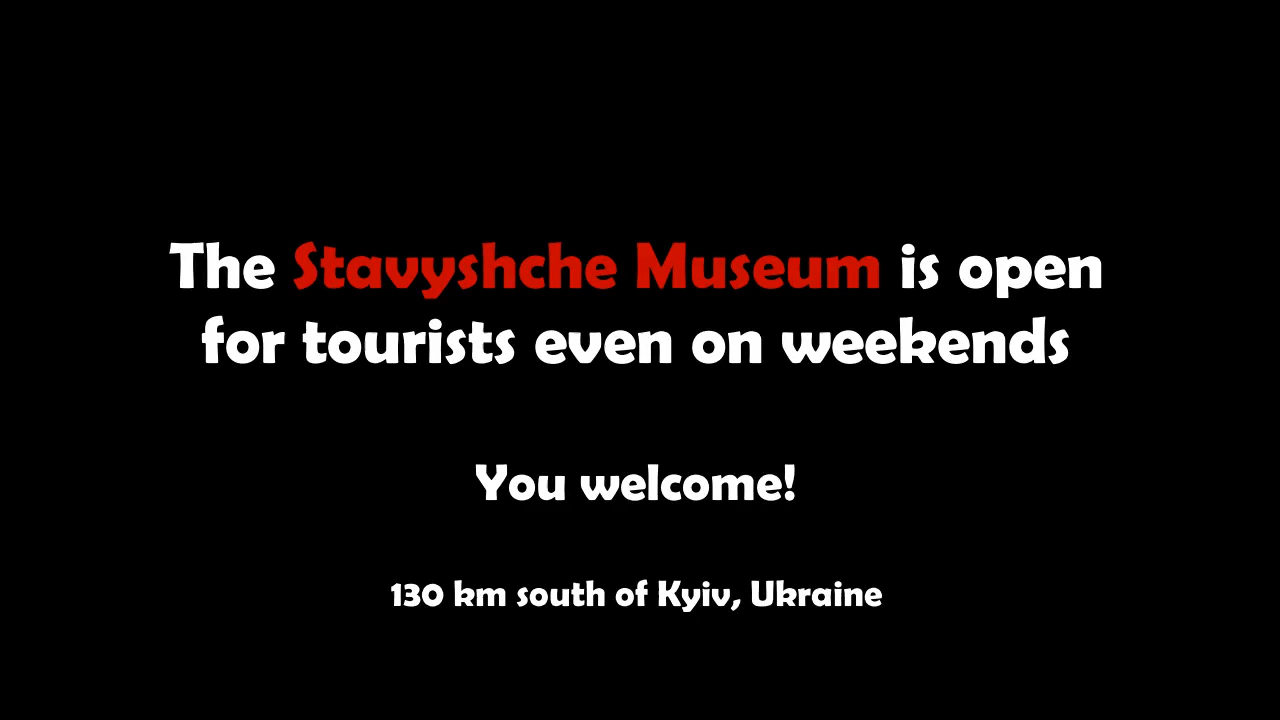 The Stavyshche Museum is open
for tourists even on weekends
You welcome!
130 km south of Kyiv, Ukraine